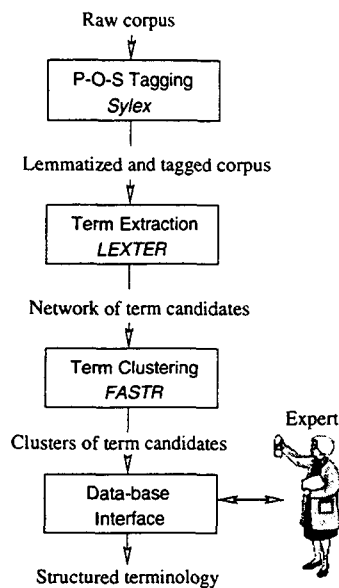 Raw corpus
P-O-S Tagging
Sylex
Lemmatized and tagged corpus
Term Extraction
LEXTER
Network of term candidates
Term Clustering
FASTR
Expert
Clusters of term candidates
Data-base
Interface
Structured terminology